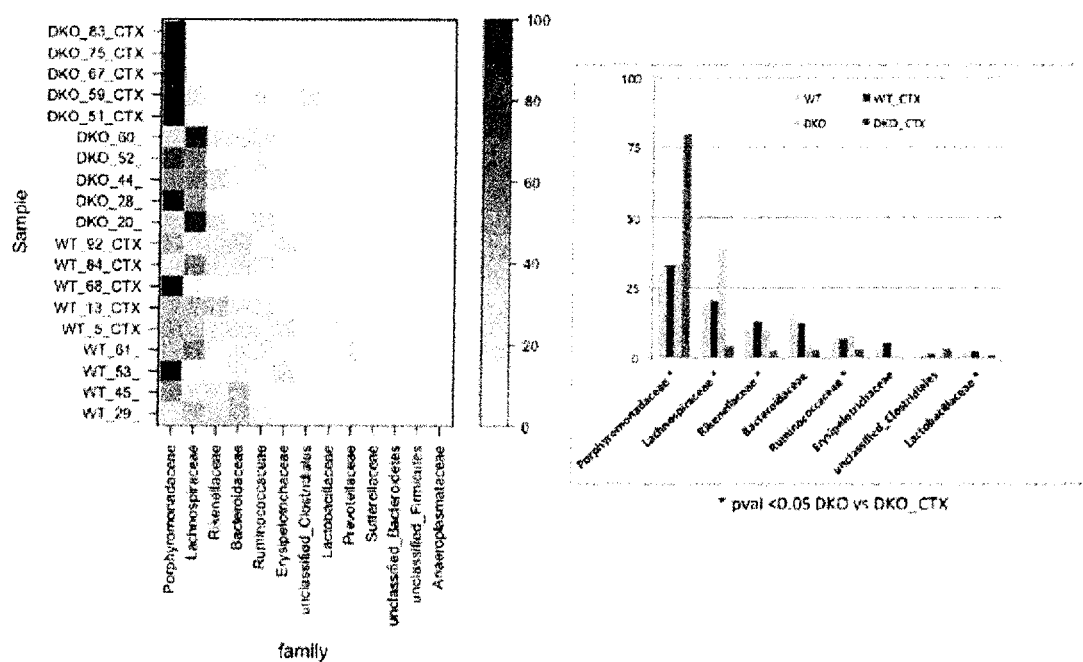 Sample
DKO_83_CTX
DKO_75_CTX
DKO_67_CTX
DKO_59_CTX
DKO_51_CTX
DKO_60_
DKO_52_
DKO_44_
DKO_28_
DKO_20_
WT_92_CTX
WT_84_CTX
WT_68_CTX
WT_13_CTX
WT_5_CTX
WT_61_
WT_53_
WT_45_
WT_29_
Porphyromonadaceae
Lachnospiraceae
Rikenellaceae
Bacteroidaceae
Ruminococcaceae
Erysipelotrichaceae
unclassified_Clostridiales
Lactobacillaceae
Prevotellaceae
Sutterellaceae
unclassified_Bacteroidetes
unclassified_Firmicutes
Anaeroplasmataceae
family
100
80
60
40
20
0
100
75
50
25
0
WT
WT_CTX
DKO
DKO_CTX
Porphyromonadaceae *
Lachnospiraceae *
Rikenellaceae *
Bacteroidaceae
Ruminococcaceae *
Erysipelotrichaceae
unclassified_Clostridiales
Lactobacillaceae *
* pval <0.05 DKO vs DKO_CTX